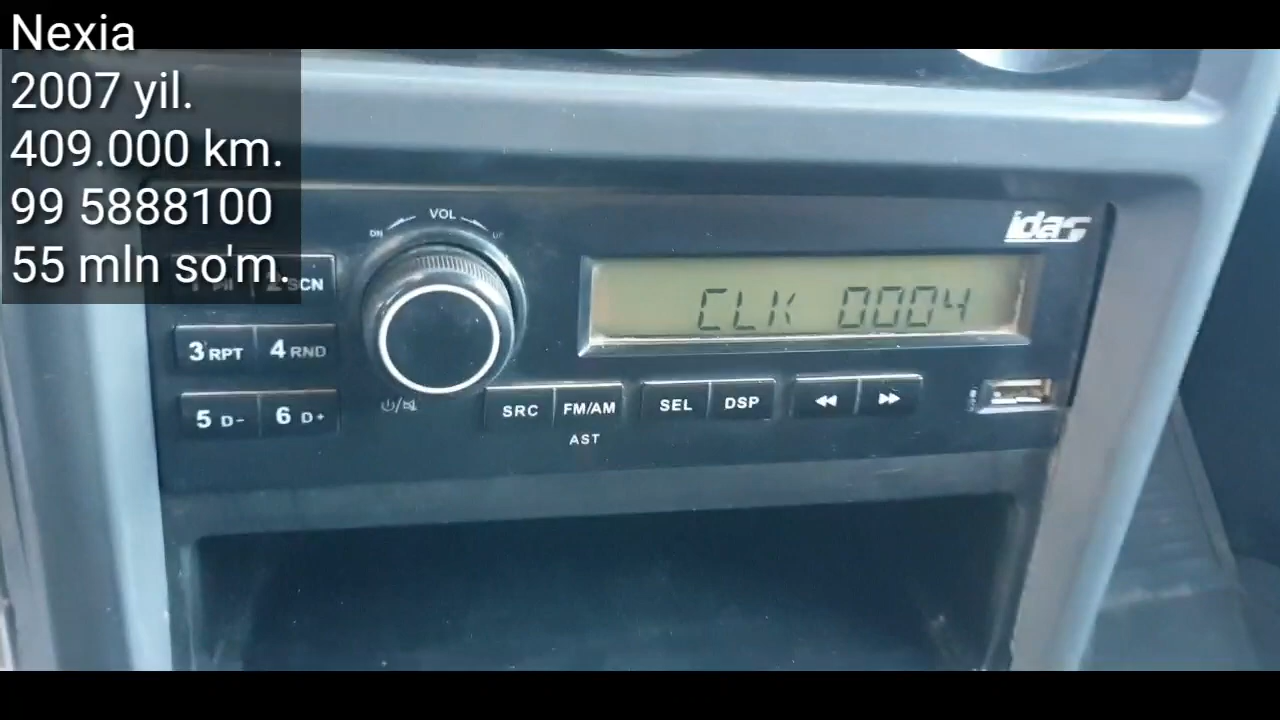 Nexia
2007 yil.
409.000 km.
99 5888100
55 mln so'm.
VOL
DN
idas
SCN
CLK 0004
3 RPT
4 RND
5 D-
6 D+
SRC
FM/AM
SEL
DSP
AST